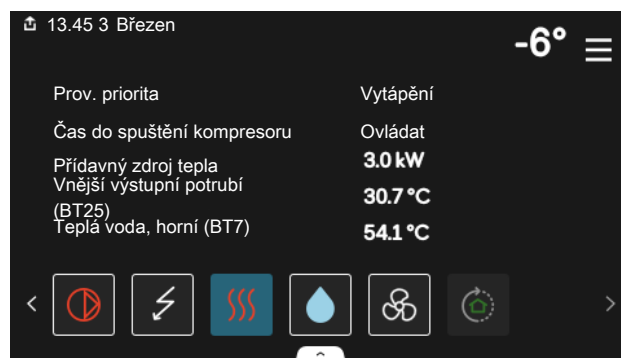 13.45 3 Březen
-6°
Prov. priorita Vytápění
Čas do spuštění kompresoru Ovládat
Přídavný zdroj tepla 3.0 kW
Vnější výstupní potrubí
(BT25) 30.7 °C
Teplá voda, horní (BT7) 54.1 °C